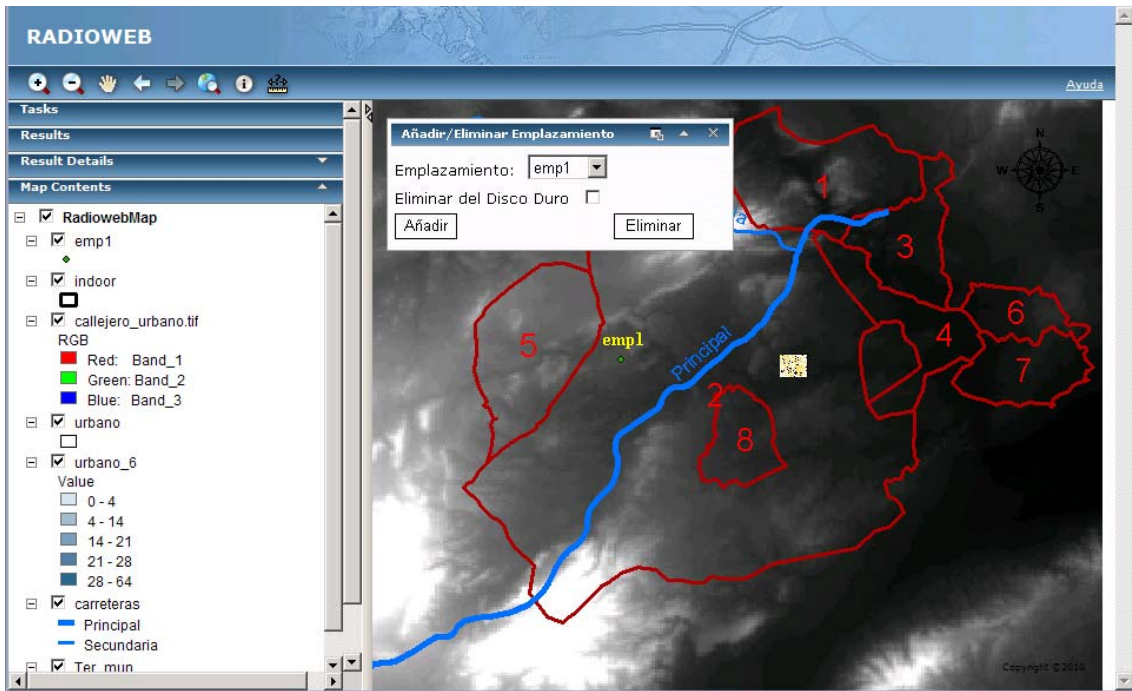 RADIOWEB
Ayuda
Tasks
Results
Result Details
Map Contents
RadiowebMap
emp1
indoor
callejero_urbano.tif
RGB
Red: Band_1
Green: Band_2
Blue: Band_3
urbano
urbano_6
Value
0 - 4
4 - 14
14 - 21
21 - 28
28 - 64
carreteras
Principal
Secundaria
Ter_mun
Añadir/Eliminar Emplazamiento
Emplazamiento: emp1
Eliminar del Disco Duro
Añadir Eliminar
N
W E
S
1
3
6
4
7
5
emp1
Principal
2
8
Copyright ©2010